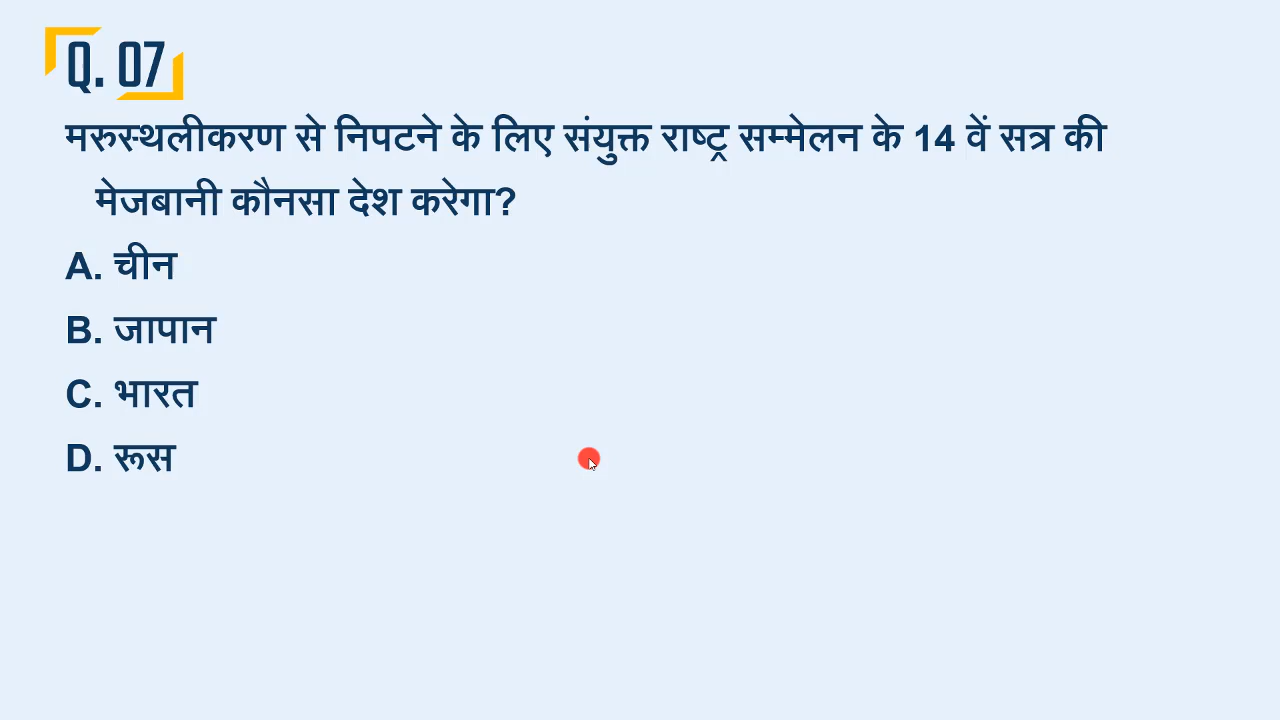 Q. 07
मरुस्थलीकरण से निपटने के लिए संयुक्त राष्ट्र सम्मेलन के 14 वें सत्र की
मेजबानी कौनसा देश करेगा?
A. चीन
B. जापान
C. भारत
D. रूस